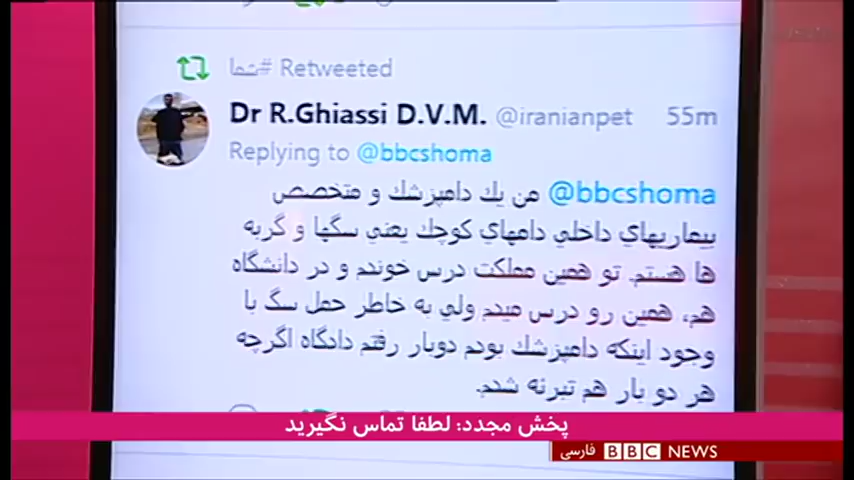 شما# Retweeted
Dr R.Ghiassi D.V.M. @iranianpet 55m
Replying to @bbcshoma
@bbcshoma من يك دامپزشك و متخصص
بيماريهاي داخلي دامهاي كوچك يعني سگها و گربه
ها هستم. تو همين مملكت درس خوندم و در دانشگاه
هم، همين رو درس ميدم ولي به خاطر حمل سگ با
وجود اينكه دامپزشك بودم دوبار رفتم دادگاه اگرچه
هر دو بار هم تبرئه شدم.
پخش مجدد: لطفا تماس نگیرید
BBC NEWS فارسی